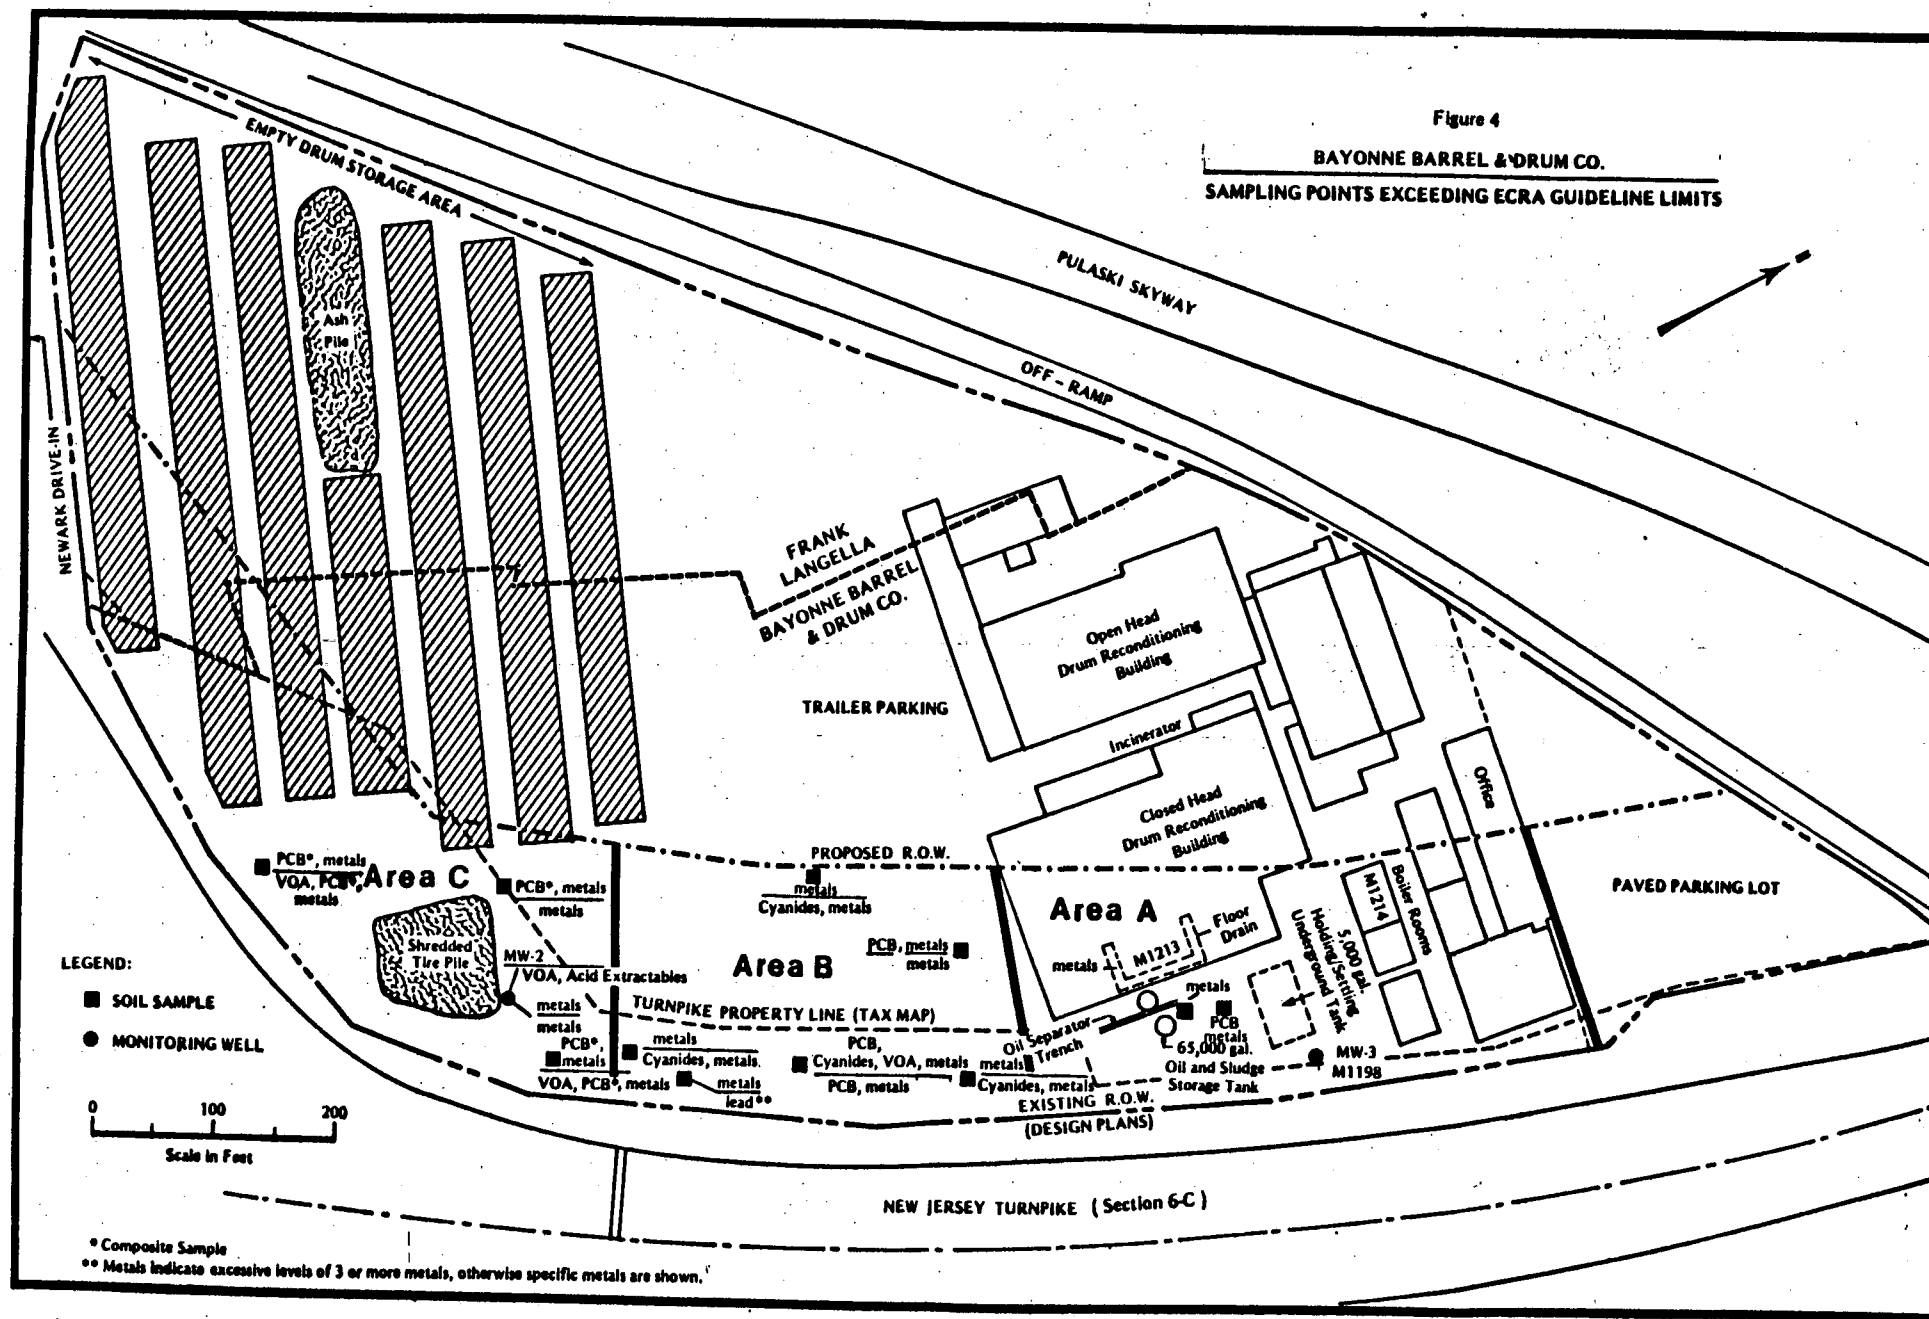 Figure 4
BAYONNE BARREL & DRUM CO.
SAMPLING POINTS EXCEEDING ECRA GUIDELINE LIMITS
EMPTY DRUM STORAGE AREA
PULASKI SKYWAY
OFF - RAMP
Ash
Pile
NEWARK DRIVE-IN
FRANK
LANGELLA
BAYONNE BARREL
& DRUM CO.
TRAILER PARKING
Open Head
Drum Reconditioning
Building
Incinerator
Closed Head
Drum Reconditioning
Building
Office
PROPOSED R.O.W.
PAVED PARKING LOT
Boiler Rooms
M1214
5,000 gal.
Holding/Settling
Underground Tank
Floor
Drain
M1213
metals
Area A
Area B
Area C
PCB*, metals
VOA, PCB*,
metals
PCB*, metals
metals
metals
Cyanides, metals
PCB, metals
metals
Shredded
Tire Pile
MW-2
VOA, Acid Extractables
metals
metals
TURNPIKE PROPERTY LINE (TAX MAP)
PCB*,
metals
VOA, PCB*, metals
metals
Cyanides, metals.
metals
lead**
PCB,
Cyanides, VOA, metals
PCB, metals
metals
Cyanides, metals
Oil Separator
Trench
metals
PCB
metals
65,000 gal.
Oil and Sludge
Storage Tank
MW-3
M1198
EXISTING R.O.W.
(DESIGN PLANS)
LEGEND:
SOIL SAMPLE
MONITORING WELL
0 100 200
Scale in Feet
NEW JERSEY TURNPIKE ( Section 6-C )
* Composite Sample
** Metals indicate excessive levels of 3 or more metals, otherwise specific metals are shown.